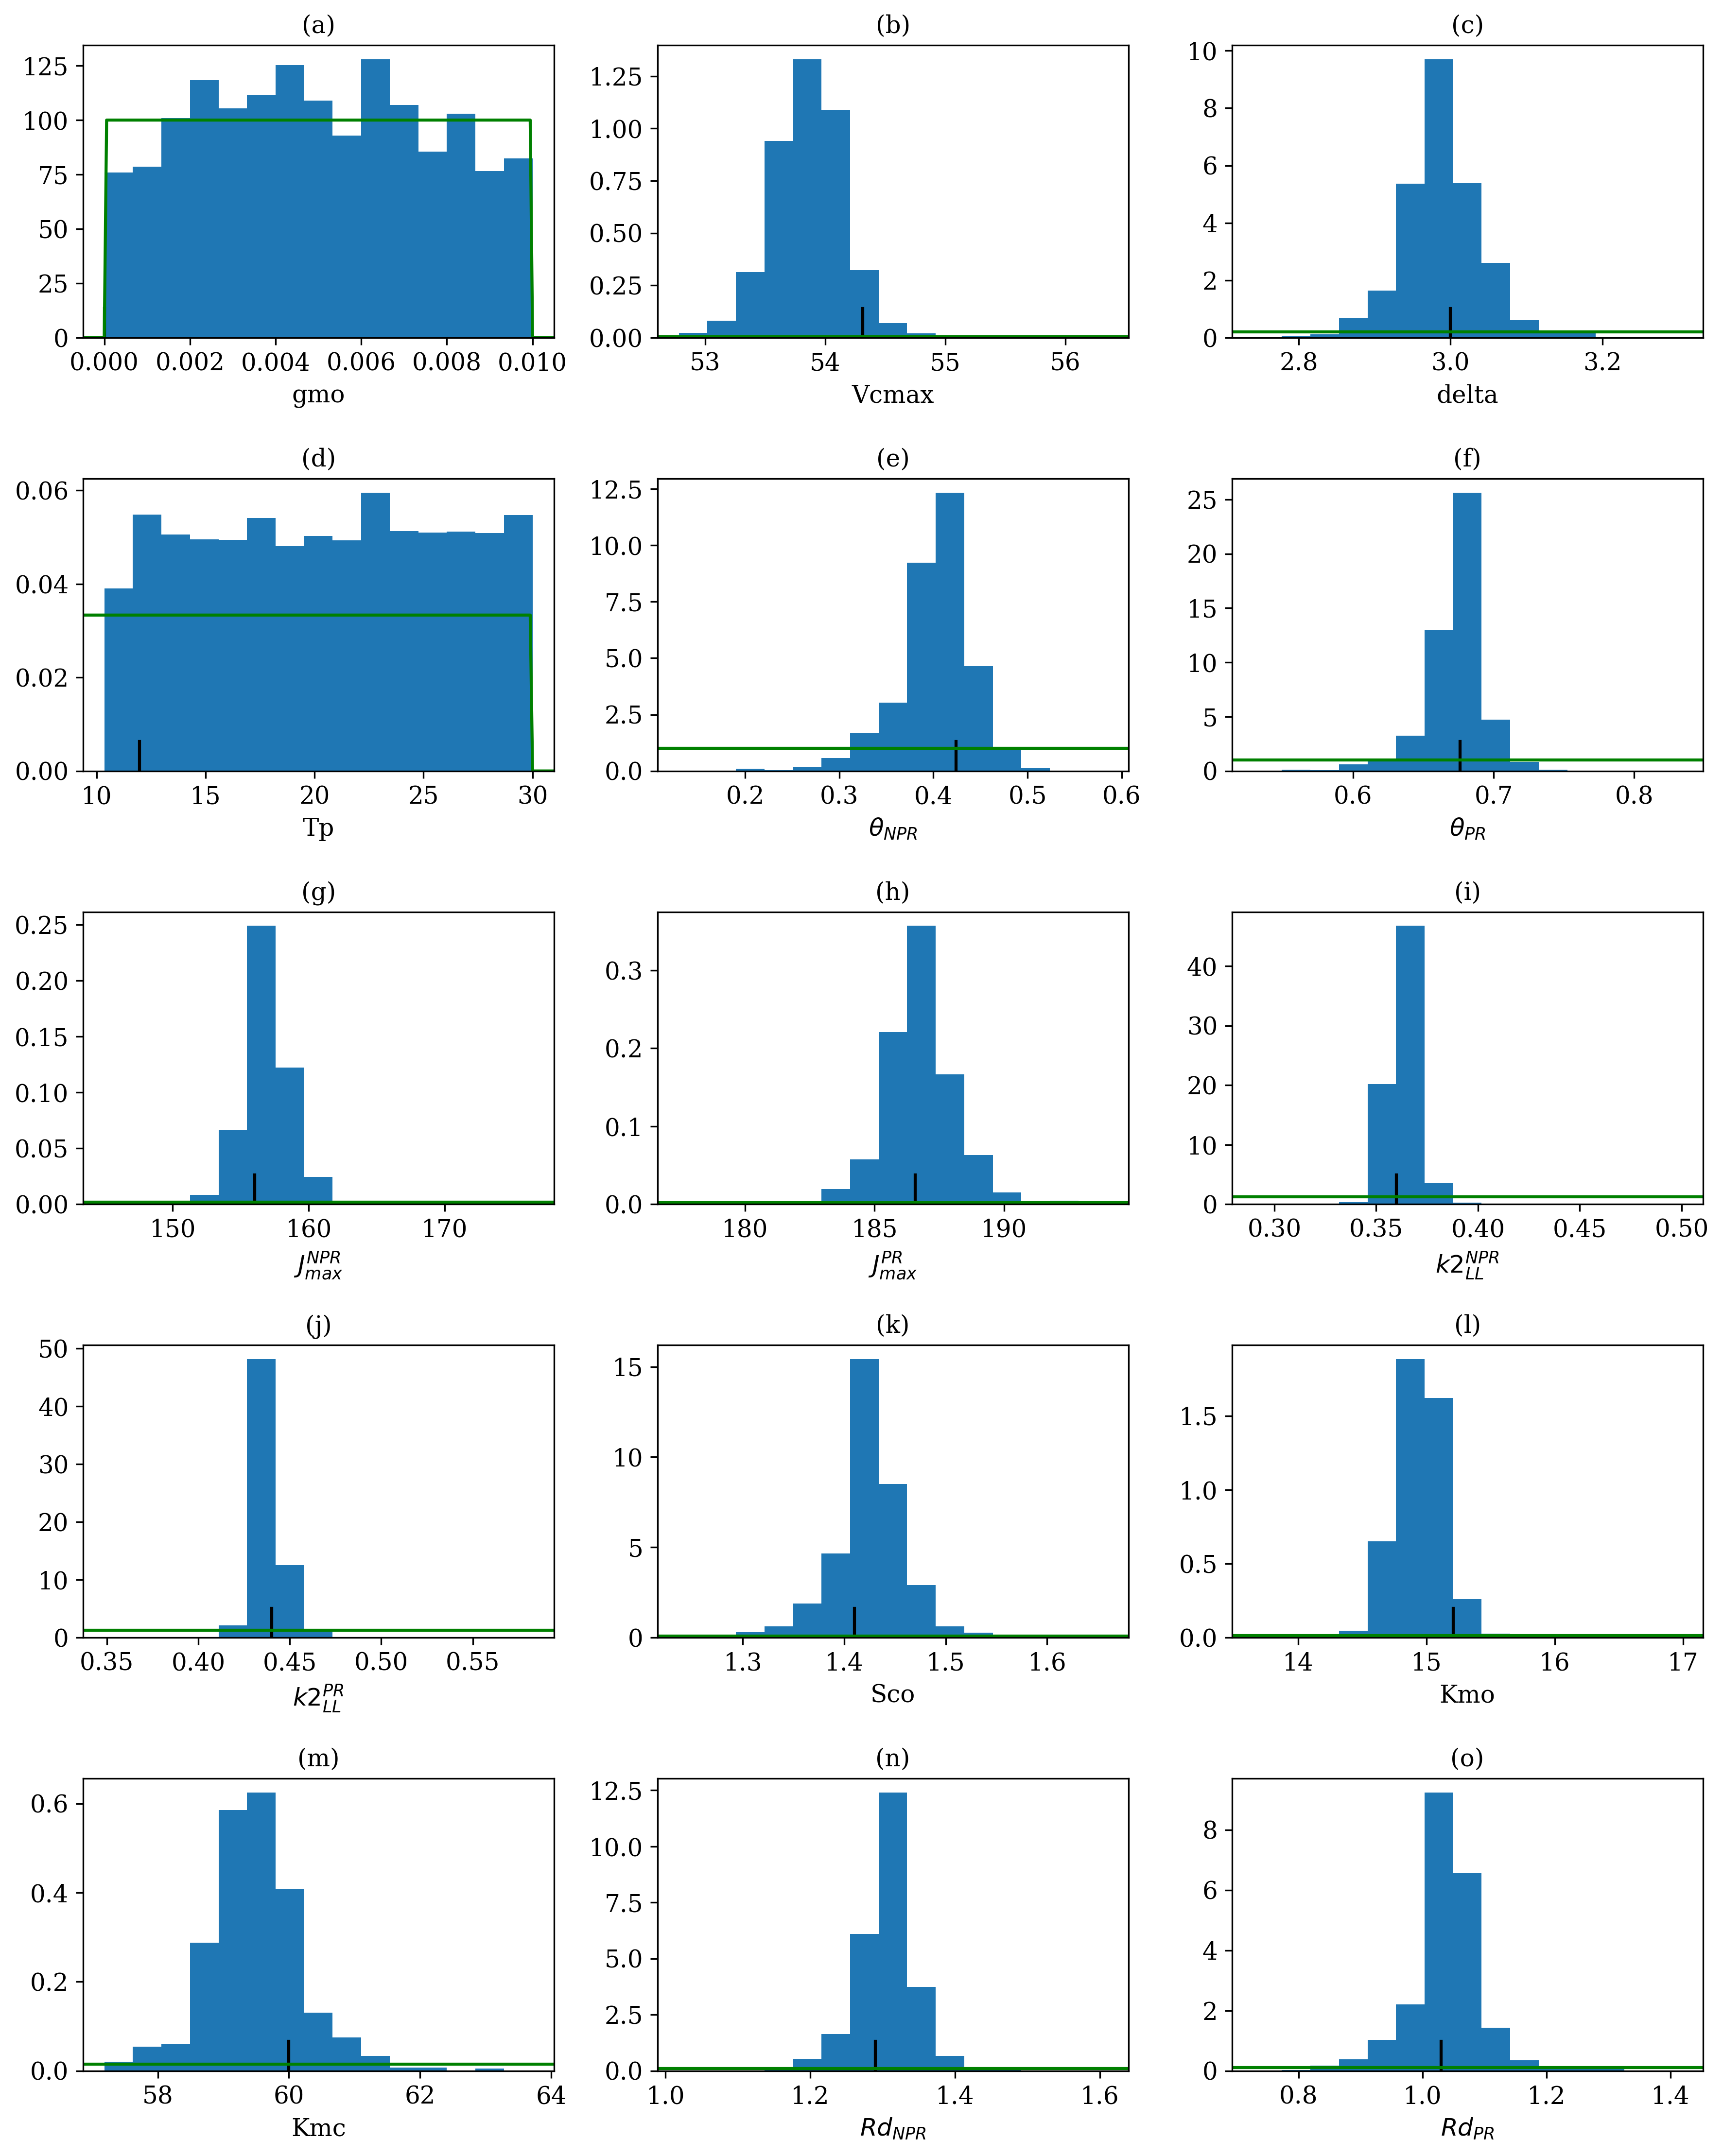 (a) (b) (c)
125 100 75 50 25 0
0.000 0.002 0.004 0.006 0.008 0.010
gmo
1.25 1.00 0.75 0.50 0.25 0.00
53 54 55 56
Vcmax
10 8 6 4 2 0
2.8 3.0 3.2
delta
(d) (e) (f)
0.06 0.04 0.02 0.00
10 15 20 25 30
Tp
12.5 10.0 7.5 5.0 2.5 0.0
0.2 0.3 0.4 0.5 0.6
θNPR
25 20 15 10 5 0
0.6 0.7 0.8
θPR
(g) (h) (i)
0.25 0.20 0.15 0.10 0.05 0.00
150 160 170
J NPR max
0.3 0.2 0.1 0.0
180 185 190
J PR max
40 30 20 10 0
0.30 0.35 0.40 0.45 0.50
k2 NPR LL
(j) (k) (l)
50 40 30 20 10 0
0.35 0.40 0.45 0.50 0.55
k2 PR LL
15 10 5 0
1.3 1.4 1.5 1.6
Sco
1.5 1.0 0.5 0.0
14 15 16 17
Kmo
(m) (n) (o)
0.6 0.4 0.2 0.0
58 60 62 64
Kmc
12.5 10.0 7.5 5.0 2.5 0.0
1.0 1.2 1.4 1.6
RdNPR
8 6 4 2 0
0.8 1.0 1.2 1.4
RdPR